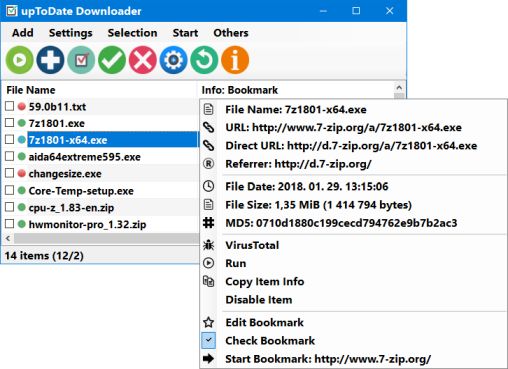 upToDate Downloader
Add Settings Selection Start Others
File Name Info: Bookmark
59.0b11.txt
7z1801.exe
7z1801-x64.exe
aida64extreme595.exe
changesize.exe
Core-Temp-setup.exe
cpu-z_1.83-en.zip
hwmonitor-pro_1.32.zip
14 items (12/2)
File Name: 7z1801-x64.exe
URL: http://www.7-zip.org/a/7z1801-x64.exe
Direct URL: http://d.7-zip.org/a/7z1801-x64.exe
Referrer: http://d.7-zip.org/
File Date: 2018. 01. 29. 13:15:06
File Size: 1,35 MiB (1 414 794 bytes)
MD5: 0710d1880c199cecd794762e9b7b2ac3
VirusTotal
Run
Copy Item Info
Disable Item
Edit Bookmark
Check Bookmark
Start Bookmark: http://www.7-zip.org/